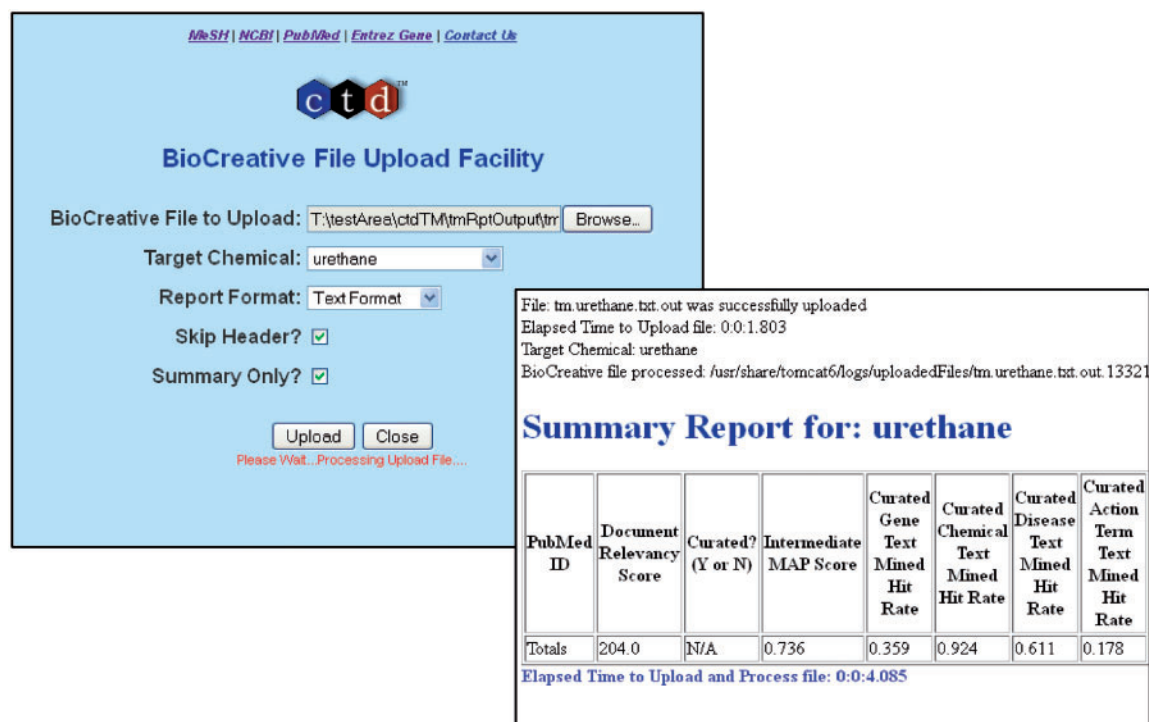 MeSH | NCBI | PubMed | Entrez Gene | Contact Us
ctd™
BioCreative File Upload Facility
BioCreative File to Upload: T:\testArea\ctdTM\tmRptOutput\tm Browse...
Target Chemical: urethane
Report Format: Text Format
Skip Header?
Summary Only?
Upload Close
Please Wait...Processing Upload File....
File: tm.urethane.txt.out was successfully uploaded
Elapsed Time to Upload file: 0:0:1.803
Target Chemical: urethane
BioCreative file processed: /usr/share/tomcat6/logs/uploadedFiles/tm.urethane.txt.out.13321
Summary Report for: urethane
PubMed ID
Document Relevancy Score
Curated? (Y or N)
Intermediate MAP Score
Curated Gene Text Mined Hit Rate
Curated Chemical Text Mined Hit Rate
Curated Disease Text Mined Hit Rate
Curated Action Term Text Mined Hit Rate
Totals 204.0 N/A 0.736 0.359 0.924 0.611 0.178
Elapsed Time to Upload and Process file: 0:0:4.085